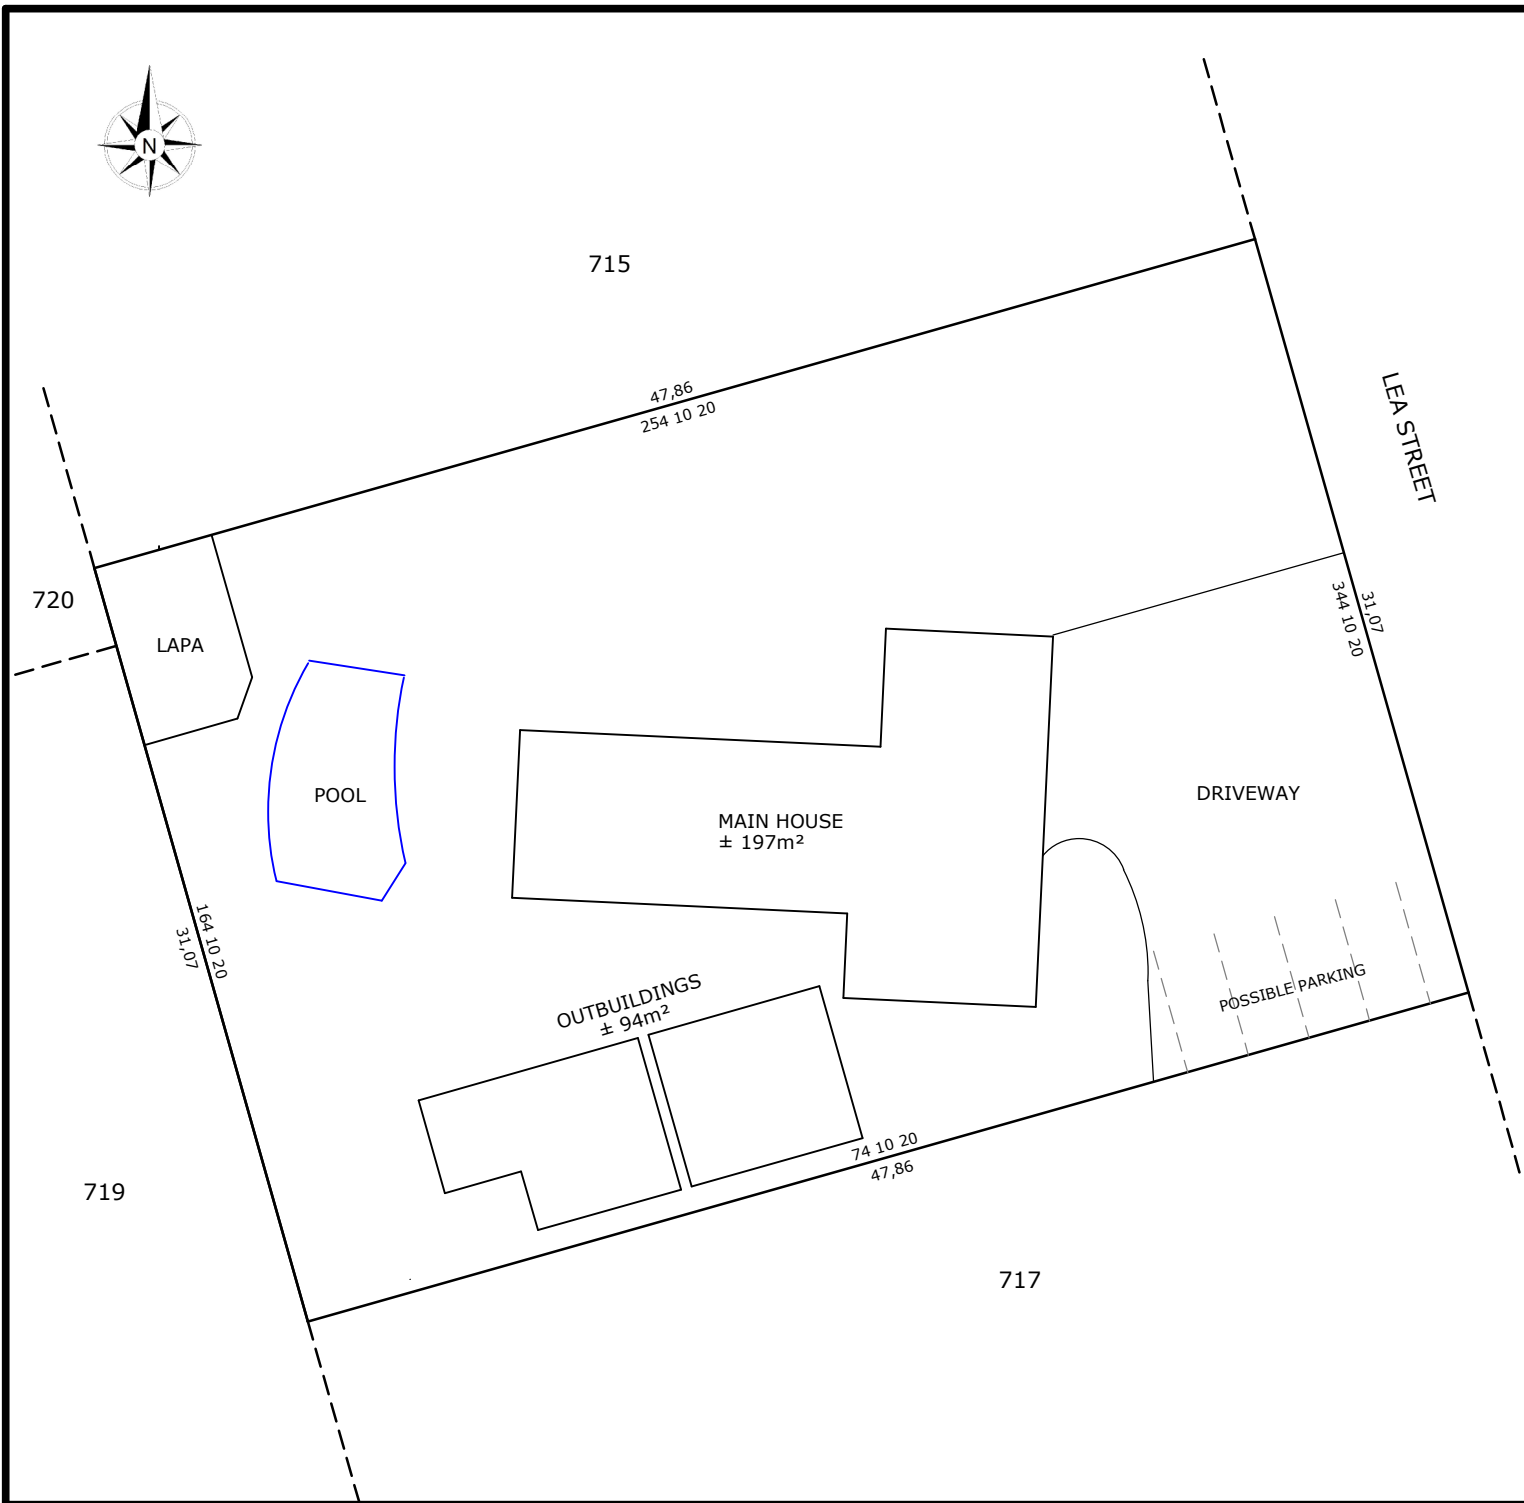 N
715
47,86
254 10 20
LEA STREET
720
LAPA
31,07
344 10 20
POOL
DRIVEWAY
MAIN HOUSE
± 197m²
164 10 20
31,07
POSSIBLE PARKING
OUTBUILDINGS
± 94m²
74 10 20
47,86
719
717